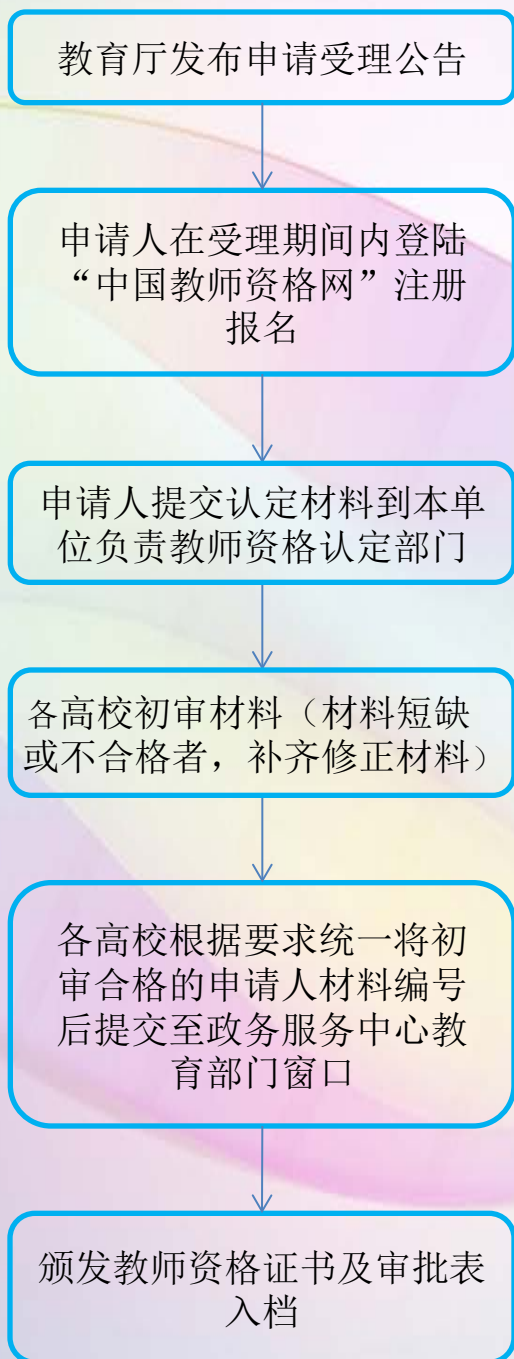 教育厅发布申请受理公告
申请人在受理期间内登陆
“中国教师资格网”注册
报名
申请人提交认定材料到本单
位负责教师资格认定部门
各高校初审材料（材料短缺
或不合格者，补齐修正材料）
各高校根据要求统一将初
审合格的申请人材料编号
后提交至政务服务中心教
育部门窗口
颁发教师资格证书及审批表
入档